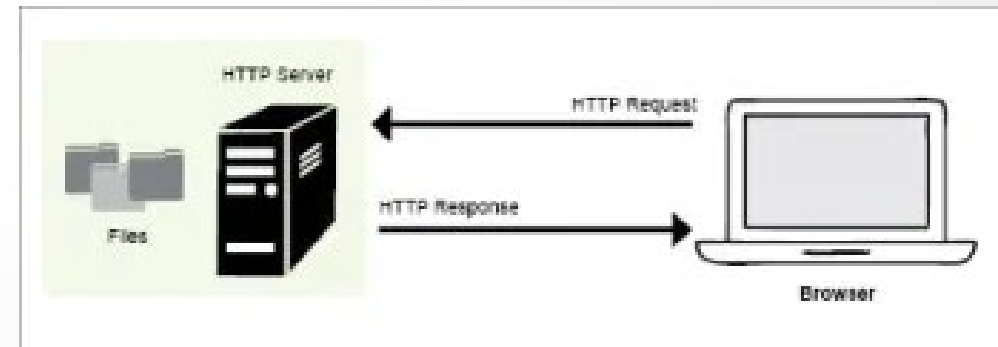 HTTP Server
HTTP Request
HTTP Response
Files
Browser